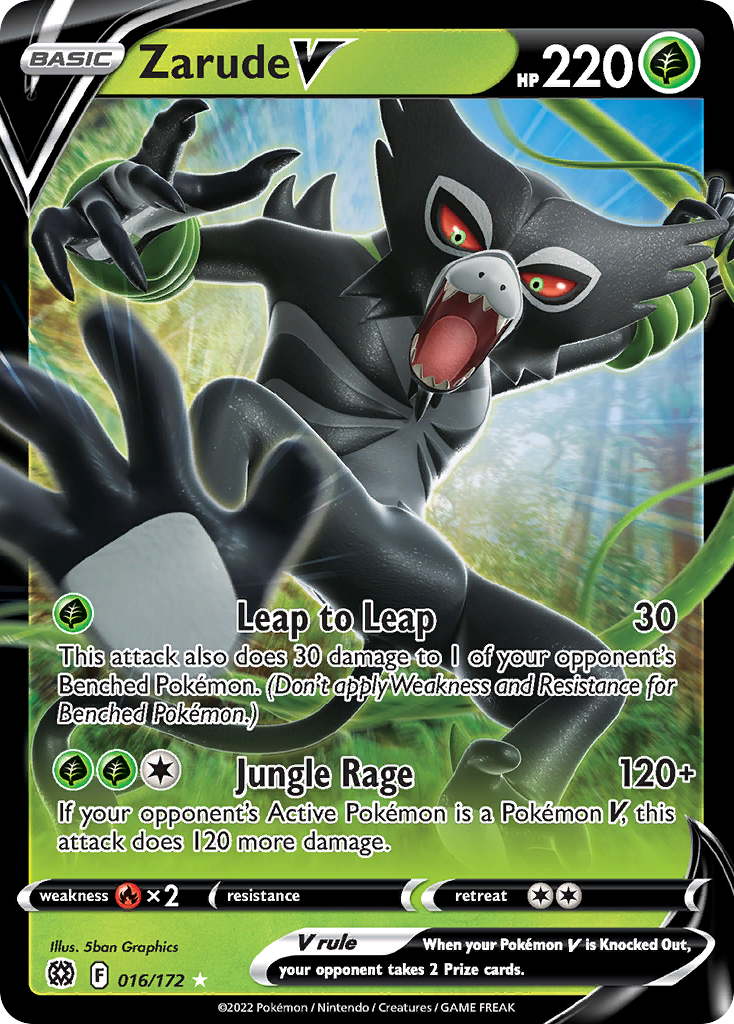 BASIC Zarude V HP 220
Leap to Leap 30
This attack also does 30 damage to 1 of your opponent's
Benched Pokémon. (Don't apply Weakness and Resistance for
Benched Pokémon.)
Jungle Rage 120+
If your opponent's Active Pokémon is a Pokémon V, this
attack does 120 more damage.
weakness ×2 resistance retreat
Illus. 5ban Graphics
V rule When your Pokémon V is Knocked Out,
your opponent takes 2 Prize cards.
F 016/172 ★
©2022 Pokémon / Nintendo / Creatures / GAME FREAK